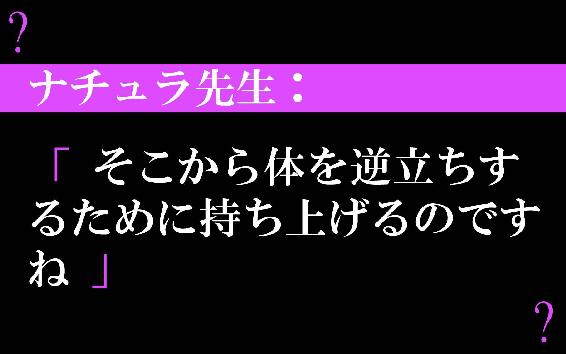 ?
ナチュラ先生：
「 そこから体を逆立ちす
るために持ち上げるのです
ね 」
?